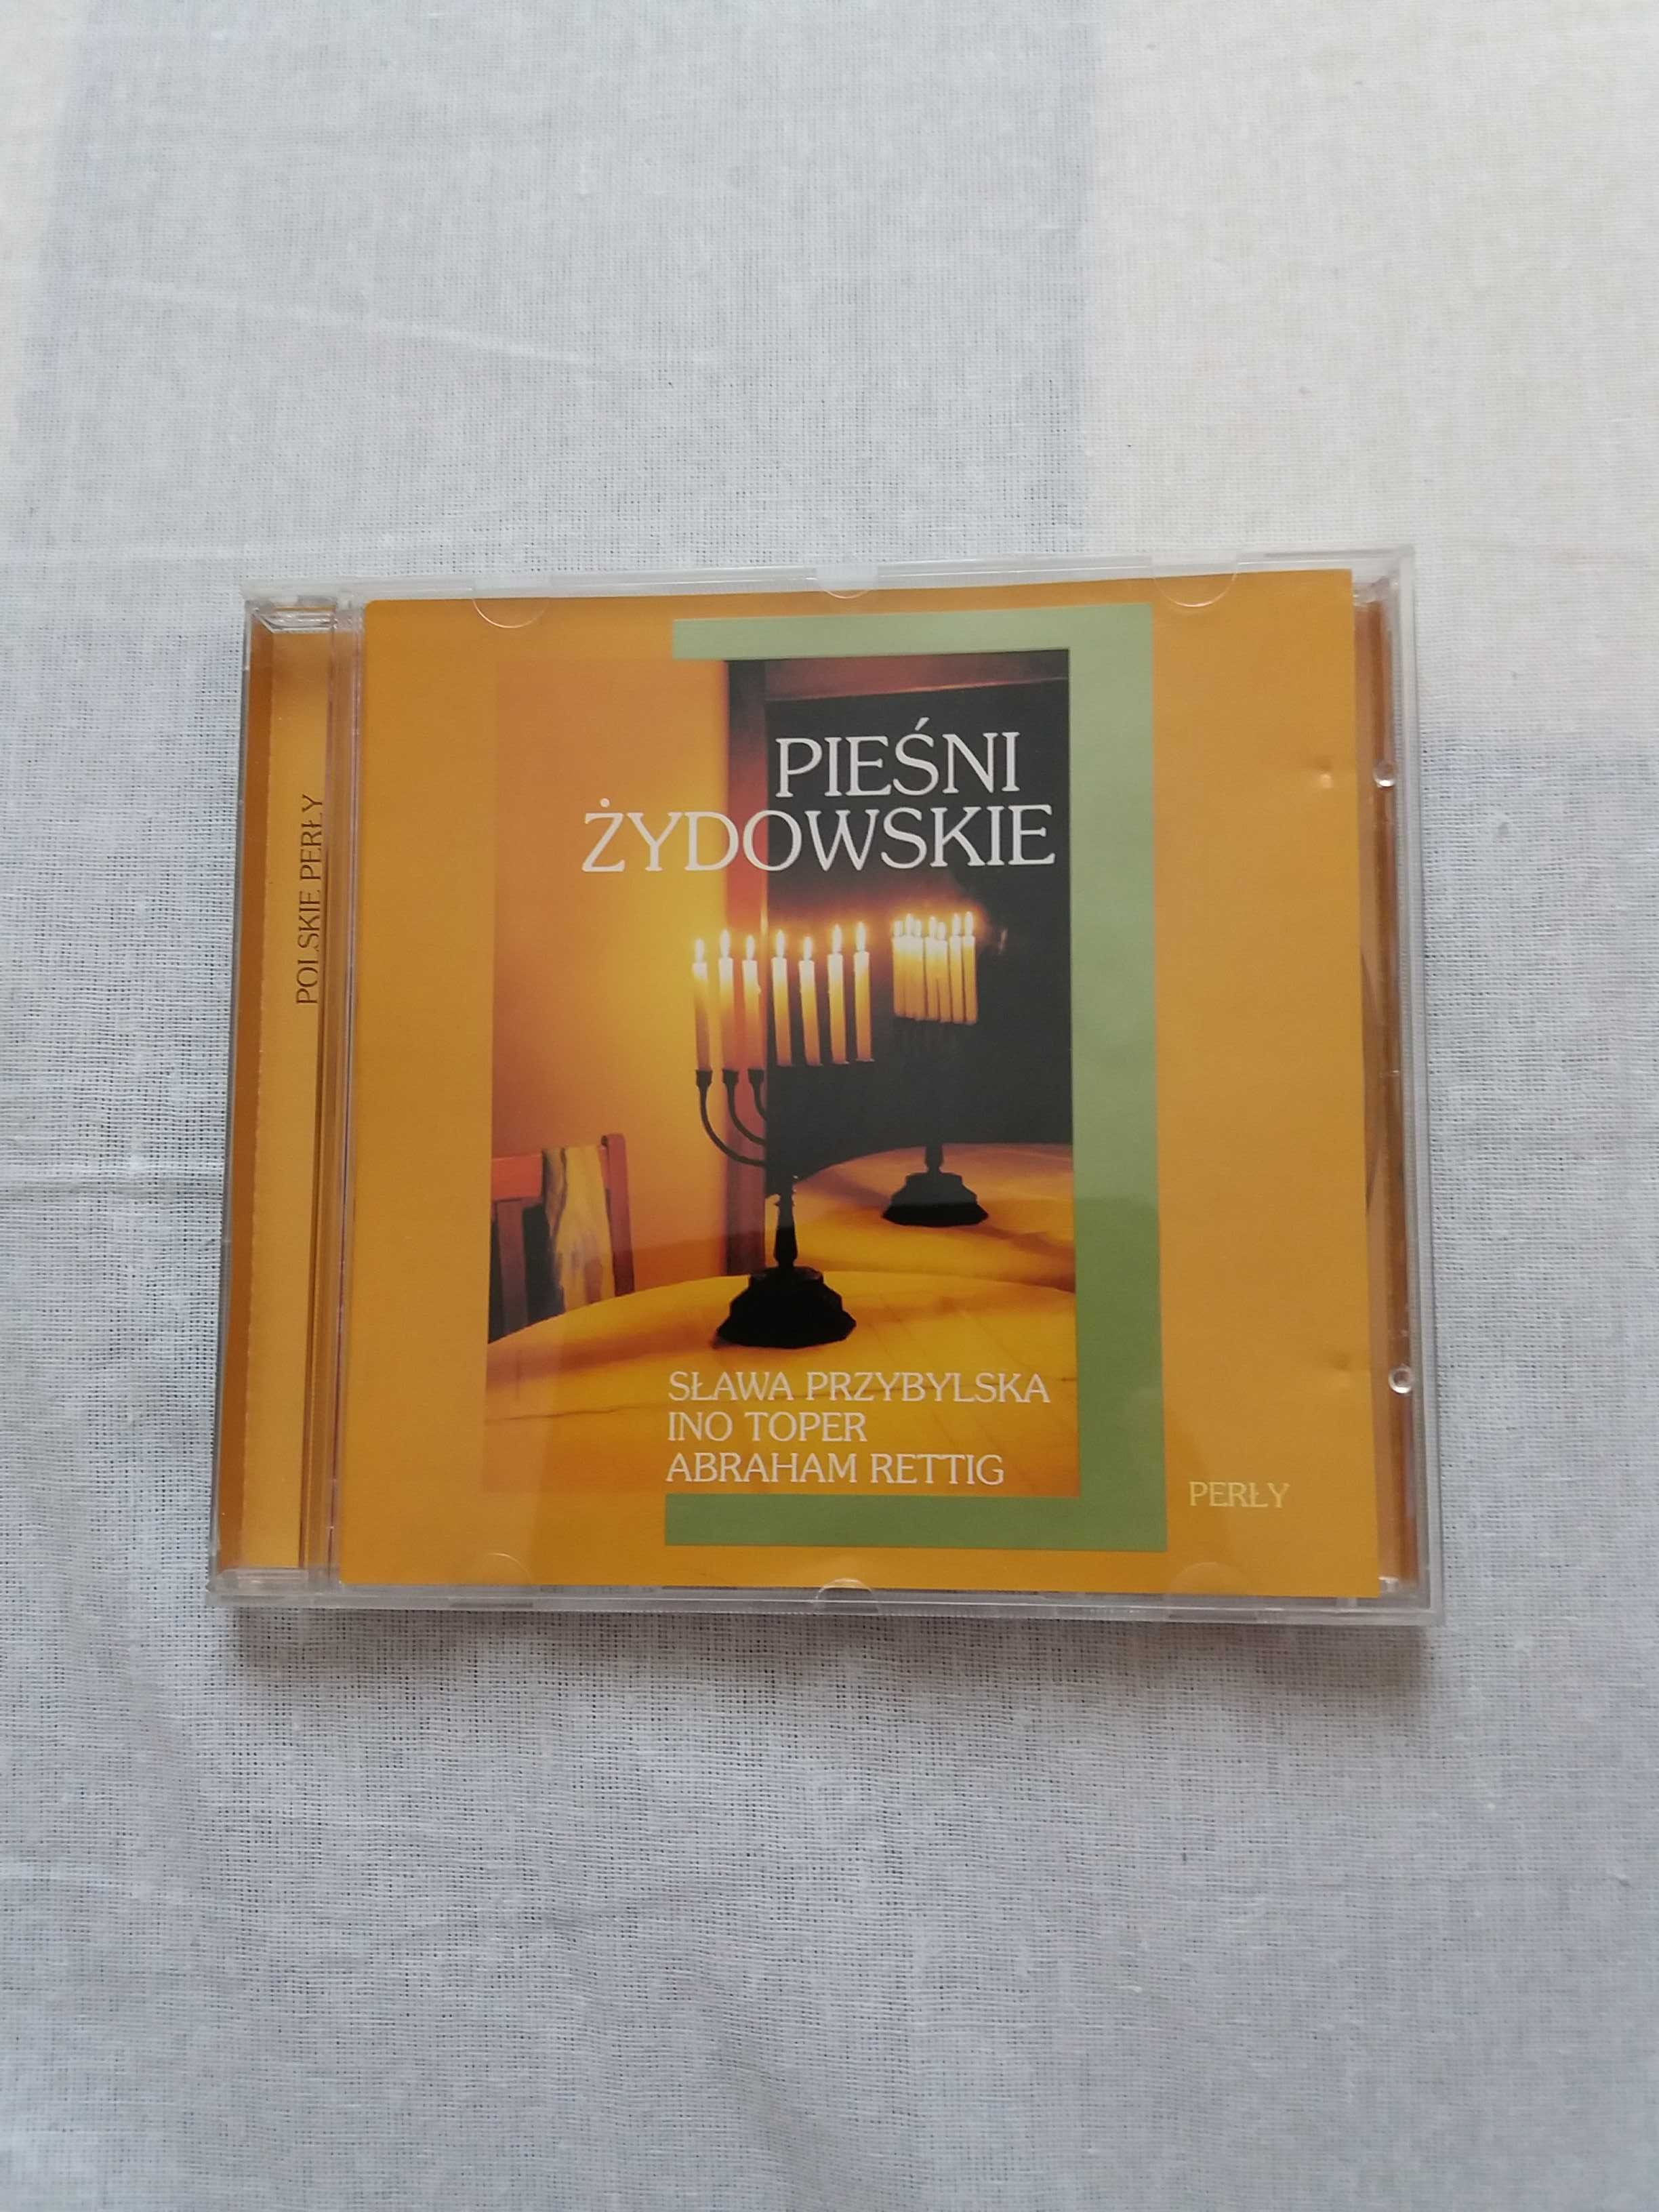 POLSKIE PERŁY
PIEŚNI
ŻYDOWSKIE
SŁAWA PRZYBYLSKA
INO TOPER
ABRAHAM RETTIG
PERŁY